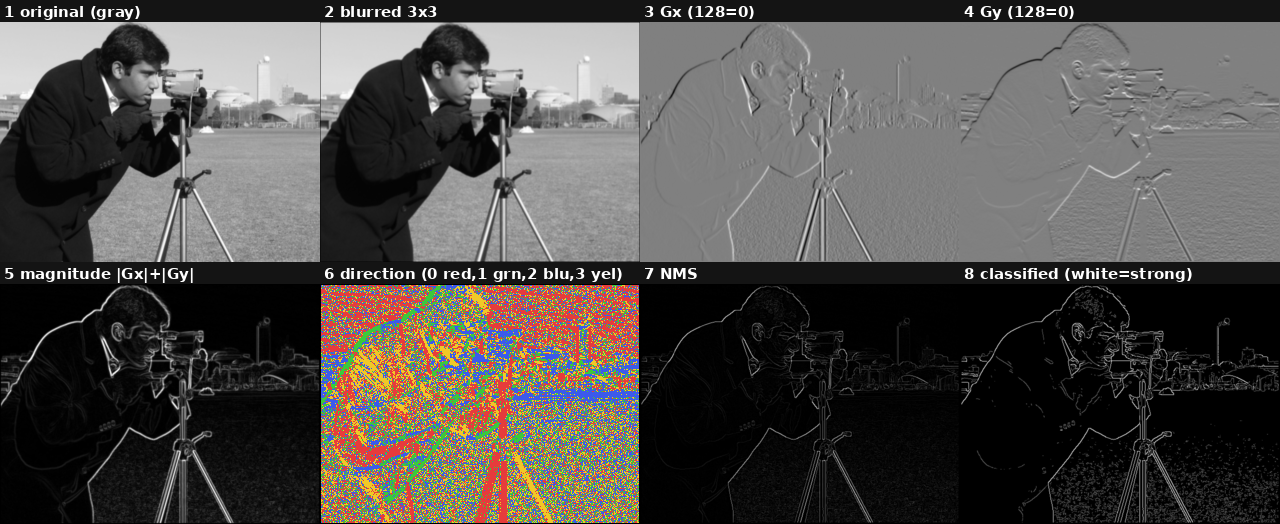 1 original (gray)
2 blurred 3x3
3 Gx (128=0)
4 Gy (128=0)
5 magnitude |Gx|+|Gy|
6 direction (0 red,1 grn,2 blu,3 yel)
7 NMS
8 classified (white=strong)